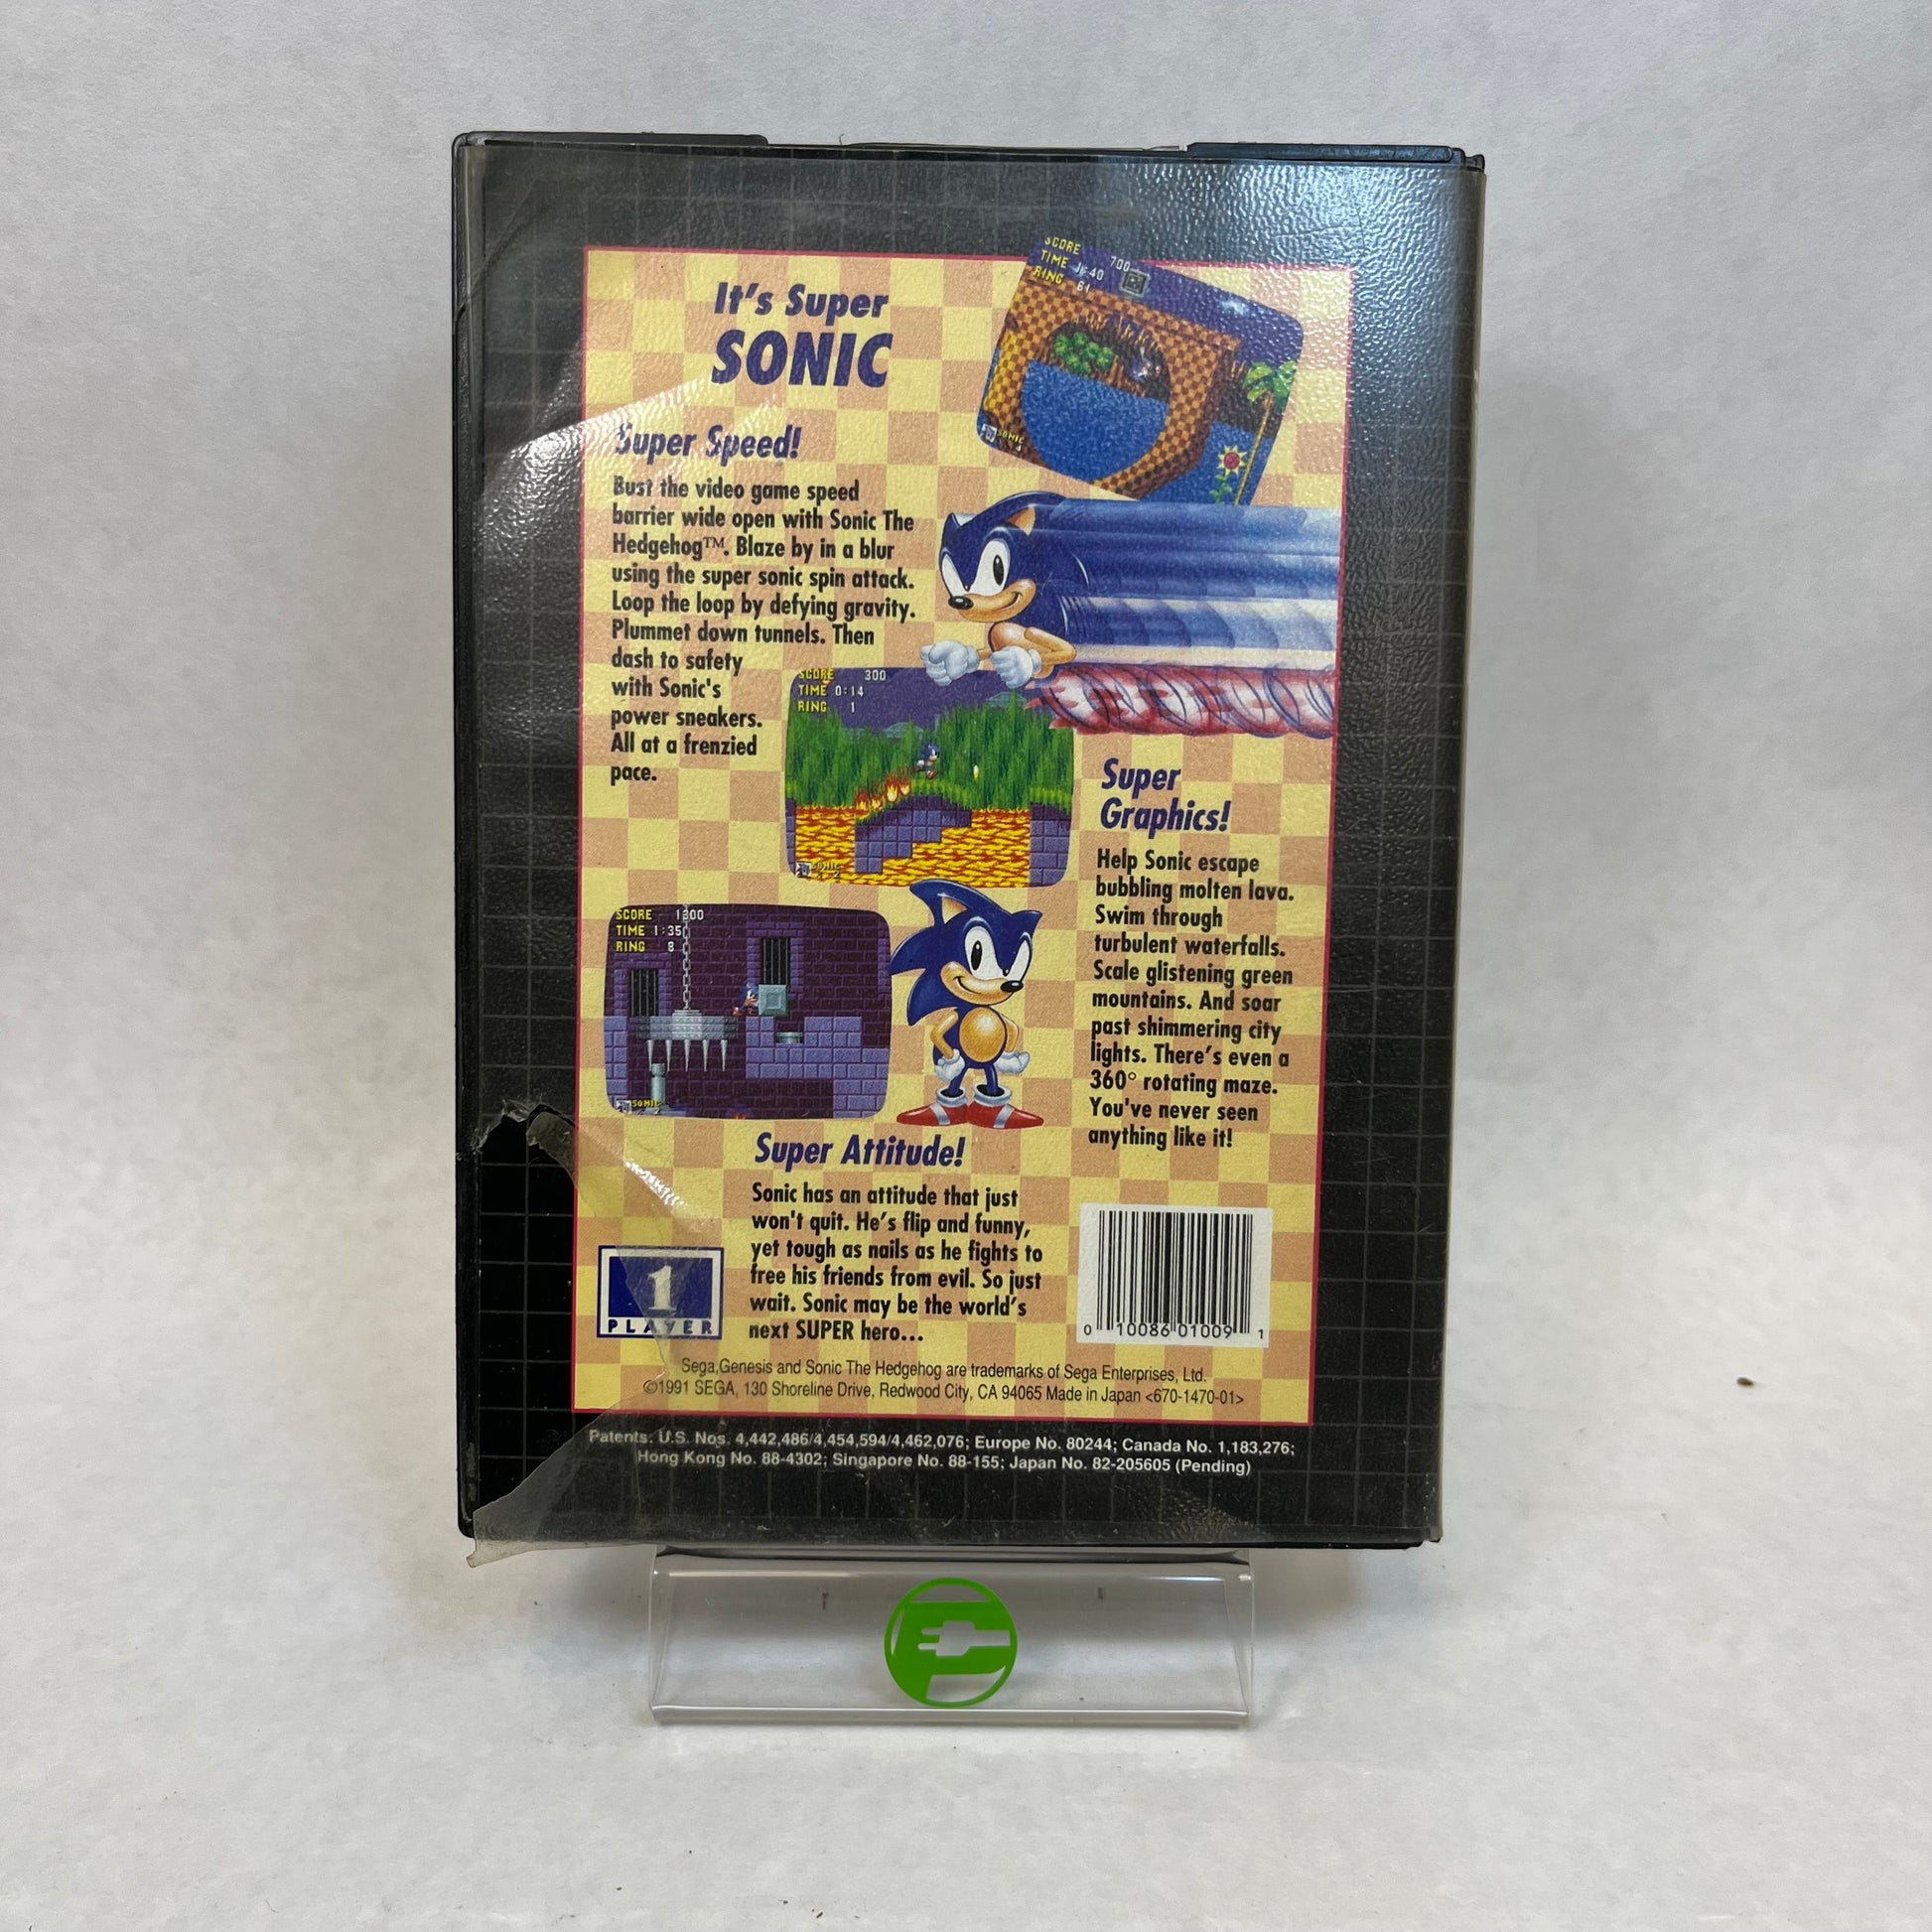 It's Super
SONIC
SCORE 700
TIME 1:40
RING 61
SONIC
Super Speed!
Bust the video game speed
barrier wide open with Sonic The
Hedgehog™. Blaze by in a blur
using the super sonic spin attack.
Loop the loop by defying gravity.
Plummet down tunnels. Then
dash to safety
with Sonic's
power sneakers.
All at a frenzied
pace.
SCORE 300
TIME 0:14
RING 1
SONIC
Super
Graphics!
Help Sonic escape
bubbling molten lava.
Swim through
turbulent waterfalls.
Scale glistening green
mountains. And soar
past shimmering city
lights. There's even a
360° rotating maze.
You've never seen
anything like it!
SCORE 1200
TIME 1:35
RING 8
SONIC
Super Attitude!
Sonic has an attitude that just
won't quit. He's flip and funny,
yet tough as nails as he fights to
free his friends from evil. So just
wait. Sonic may be the world's
next SUPER hero...
1
PLAYER
0 10086 01009 1
Sega, Genesis and Sonic The Hedgehog are trademarks of Sega Enterprises, Ltd.
©1991 SEGA, 130 Shoreline Drive, Redwood City, CA 94065 Made in Japan <670-1470-01>
Patents: U.S. Nos. 4,442,486/4,454,594/4,462,076; Europe No. 80244; Canada No. 1,183,276;
Hong Kong No. 88-4302; Singapore No. 88-155; Japan No. 82-205605 (Pending)